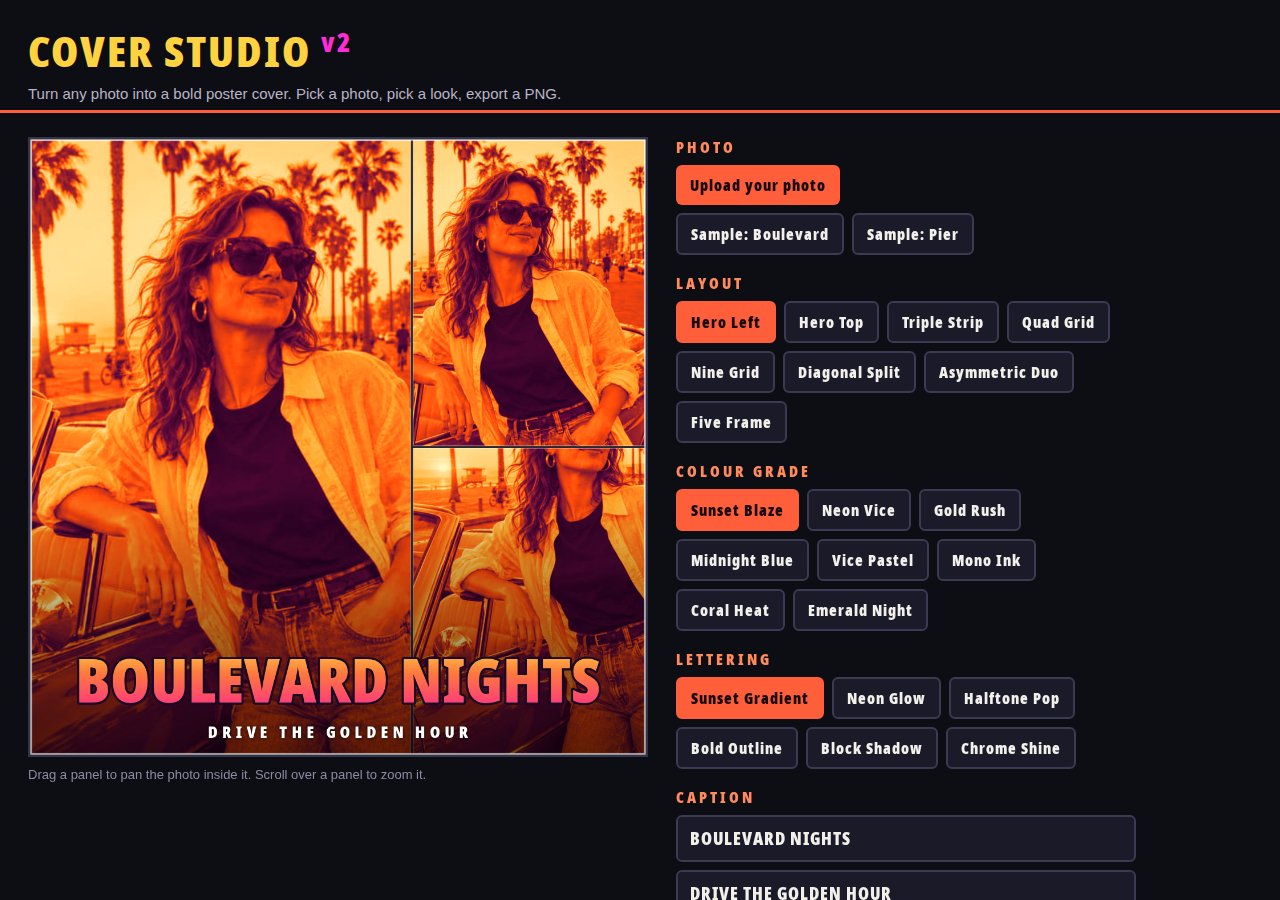 COVER STUDIO v2
Turn any photo into a bold poster cover. Pick a photo, pick a look, export a PNG.
BOULEVARD NIGHTS
DRIVE THE GOLDEN HOUR
Drag a panel to pan the photo inside it. Scroll over a panel to zoom it.
PHOTO
Upload your photo
Sample: Boulevard Sample: Pier
LAYOUT
Hero Left Hero Top Triple Strip Quad Grid
Nine Grid Diagonal Split Asymmetric Duo
Five Frame
COLOUR GRADE
Sunset Blaze Neon Vice Gold Rush
Midnight Blue Vice Pastel Mono Ink
Coral Heat Emerald Night
LETTERING
Sunset Gradient Neon Glow Halftone Pop
Bold Outline Block Shadow Chrome Shine
CAPTION
BOULEVARD NIGHTS
DRIVE THE GOLDEN HOUR